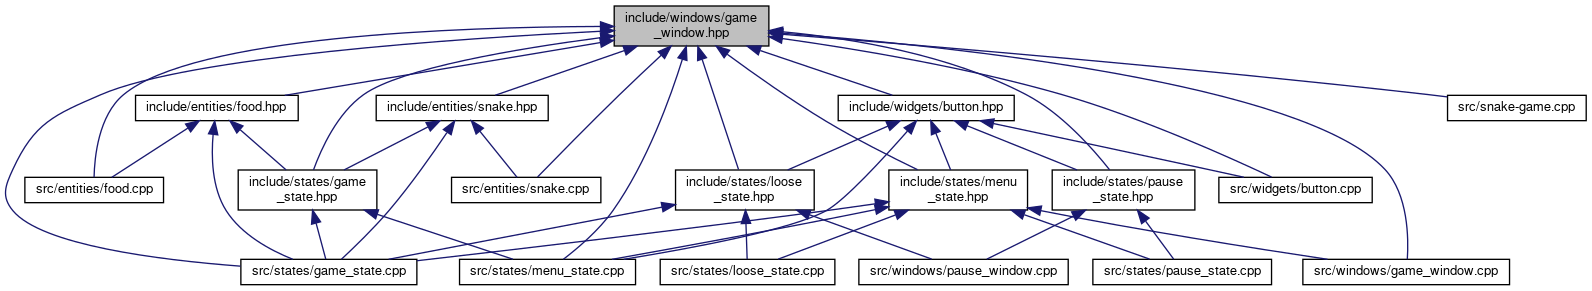 include/windows/game
_window.hpp
include/entities/food.hpp
include/entities/snake.hpp
include/widgets/button.hpp
src/snake-game.cpp
src/entities/food.cpp
include/states/game
_state.hpp
src/entities/snake.cpp
include/states/loose
_state.hpp
include/states/menu
_state.hpp
include/states/pause
_state.hpp
src/widgets/button.cpp
src/states/game_state.cpp
src/states/menu_state.cpp
src/states/loose_state.cpp
src/windows/pause_window.cpp
src/states/pause_state.cpp
src/windows/game_window.cpp